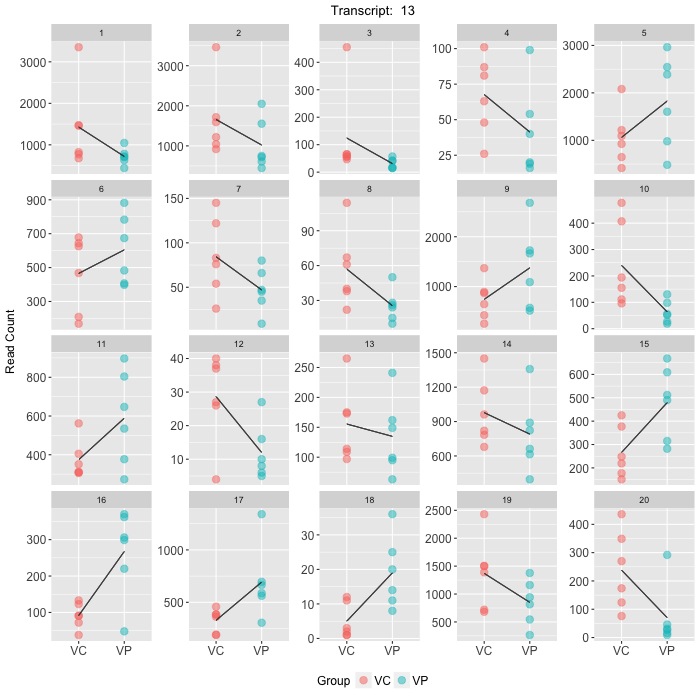 Transcript: 13
1 2 3 4 5
3000 2000 1000
3000 2000 1000
400 300 200 100 0
100 75 50 25
3000 2000 1000
6 7 8 9 10
900 700 500 300
150 100 50
90 60 30
2000 1000
400 300 200 100 0
Read Count
11 12 13 14 15
800 600 400
40 30 20 10
250 200 150 100
1500 1200 900 600
600 500 400 300 200
16 17 18 19 20
300 200 100
1000 500
30 20 10 0
2500 2000 1500 1000 500
400 300 200 100 0
VC VP VC VP VC VP VC VP VC VP
Group VC VP